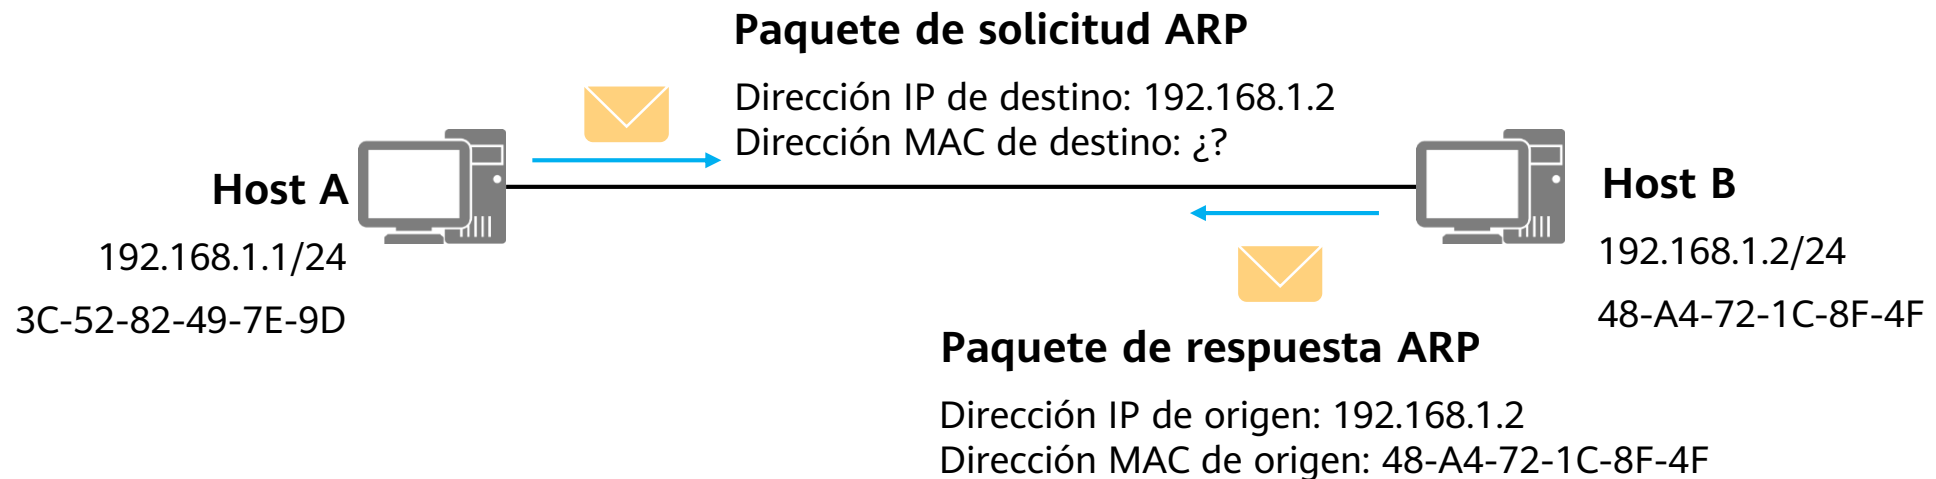 Paquete de solicitud ARP
Dirección IP de destino: 192.168.1.2
Dirección MAC de destino: ¿?
Host A
192.168.1.1/24
3C-52-82-49-7E-9D
Host B
192.168.1.2/24
48-A4-72-1C-8F-4F
Paquete de respuesta ARP
Dirección IP de origen: 192.168.1.2
Dirección MAC de origen: 48-A4-72-1C-8F-4F